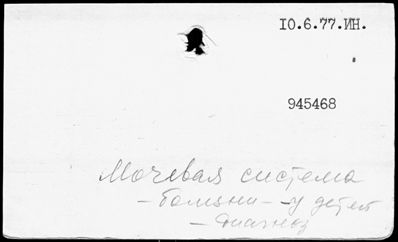 10.6.77.ИН.
945468
Мочевая система
- болезни - у детей
- диагноз